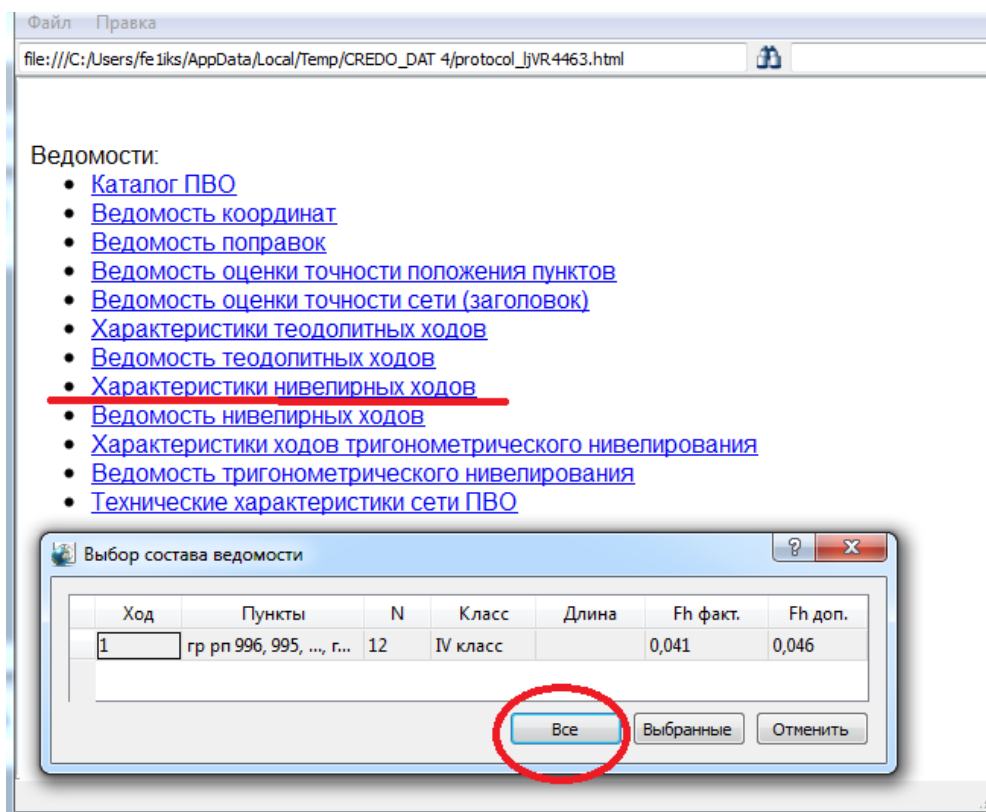 Файл Правка
file:///C:/Users/fe1iks/AppData/Local/Temp/CREDO_DAT 4/protocol_ljVR4463.html
Ведомости:
Каталог ПВО
Ведомость координат
Ведомость поправок
Ведомость оценки точности положения пунктов
Ведомость оценки точности сети (заголовок)
Характеристики теодолитных ходов
Ведомость теодолитных ходов
Характеристики нивелирных ходов
Ведомость нивелирных ходов
Характеристики ходов тригонометрического нивелирования
Ведомость тригонометрического нивелирования
Технические характеристики сети ПВО
Выбор состава ведомости
Ход Пункты N Класс Длина Fh факт. Fh доп.
1 гр рп 996, 995, ..., г... 12 IV класс 0,041 0,046
Все Выбранные Отменить